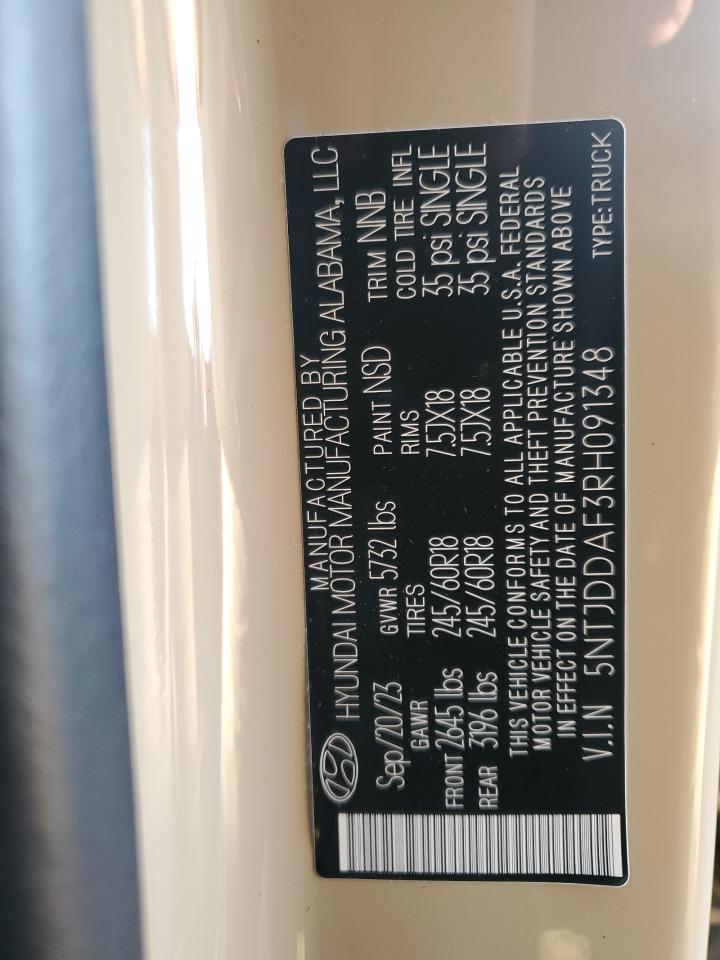 MANUFACTURED BY
HYUNDAI MOTOR MANUFACTURING ALABAMA, LLC
Sep/20/23 GVWR 5732 lbs PAINT NSD TRIM NNB
GAWR TIRES RIMS COLD TIRE INFL
FRONT 2645 lbs 245/60R18 7.5JX18 35 psi SINGLE
REAR 3196 lbs 245/60R18 7.5JX18 35 psi SINGLE
THIS VEHICLE CONFORMS TO ALL APPLICABLE U.S.A. FEDERAL
MOTOR VEHICLE SAFETY AND THEFT PREVENTION STANDARDS
IN EFFECT ON THE DATE OF MANUFACTURE SHOWN ABOVE
V.I.N 5NTJDDAF3RH091348 TYPE:TRUCK